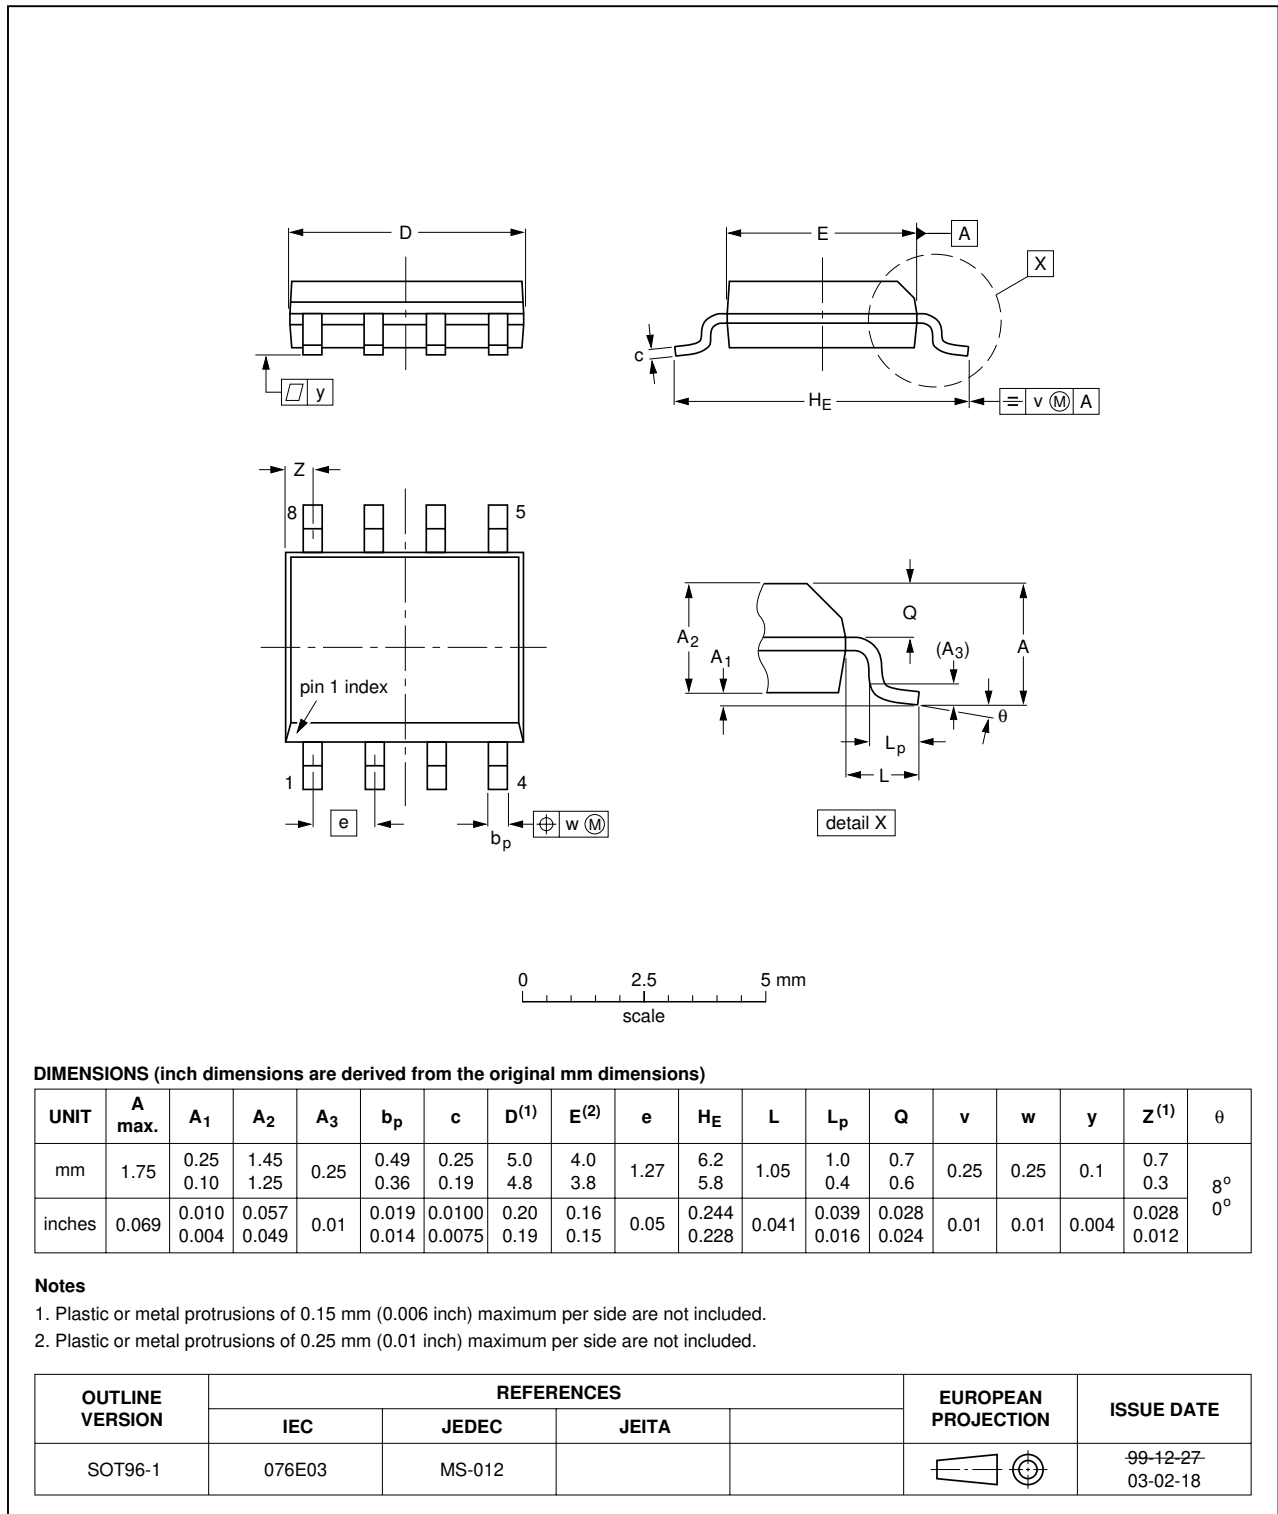 D
E
A
X
c
y
HE
v Ⓜ A
Z
8
5
Q
A2
A1
(A3)
A
pin 1 index
θ
Lp
L
1
4
e
bp
w Ⓜ
detail X
0 2.5 5 mm
scale
DIMENSIONS (inch dimensions are derived from the original mm dimensions)
UNIT A max. A1 A2 A3 bp c D(1) E(2) e HE L Lp Q v w y Z(1) θ
mm 1.75 0.25 0.10 1.45 1.25 0.25 0.49 0.36 0.25 0.19 5.0 4.8 4.0 3.8 1.27 6.2 5.8 1.05 1.0 0.4 0.7 0.6 0.25 0.25 0.1 0.7 0.3 8° 0°
inches 0.069 0.010 0.004 0.057 0.049 0.01 0.019 0.014 0.0100 0.0075 0.20 0.19 0.16 0.15 0.05 0.244 0.228 0.041 0.039 0.016 0.028 0.024 0.01 0.01 0.004 0.028 0.012
Notes
1. Plastic or metal protrusions of 0.15 mm (0.006 inch) maximum per side are not included.
2. Plastic or metal protrusions of 0.25 mm (0.01 inch) maximum per side are not included.
OUTLINE VERSION REFERENCES EUROPEAN PROJECTION ISSUE DATE
IEC JEDEC JEITA
SOT96-1 076E03 MS-012 99-12-27
03-02-18